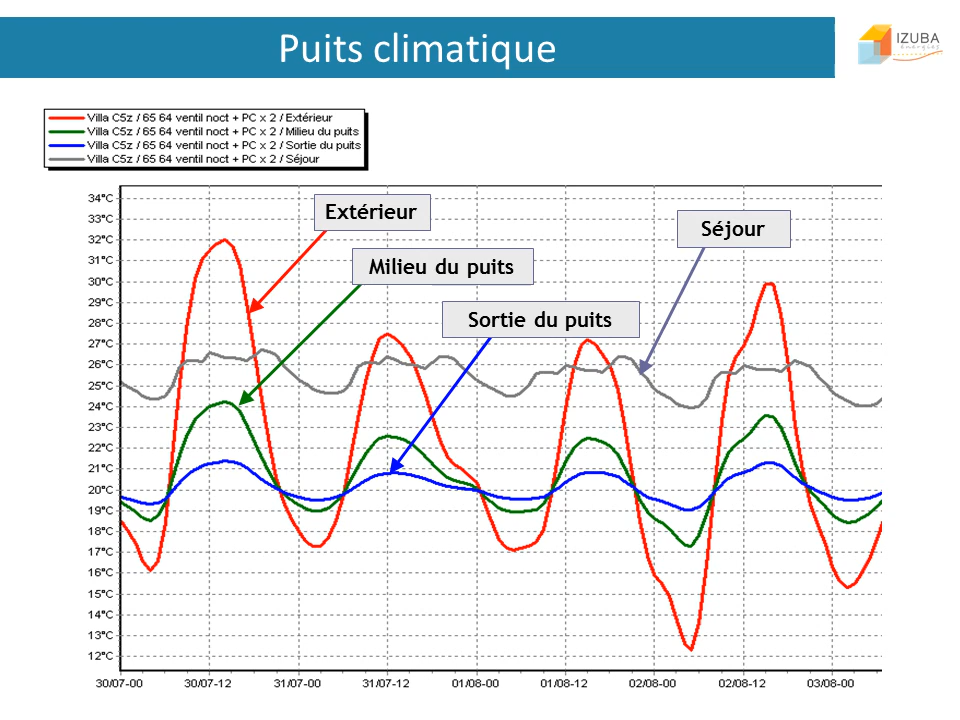 Puits climatique
IZUBA
énergies
Villa C5z / 65 64 ventil noct + PC x 2 / Extérieur
Villa C5z / 65 64 ventil noct + PC x 2 / Milieu du puits
Villa C5z / 65 64 ventil noct + PC x 2 / Sortie du puits
Villa C5z / 65 64 ventil noct + PC x 2 / Séjour
Extérieur
Séjour
Milieu du puits
Sortie du puits
34°C
33°C
32°C
31°C
30°C
29°C
28°C
27°C
26°C
25°C
24°C
23°C
22°C
21°C
20°C
19°C
18°C
17°C
16°C
15°C
14°C
13°C
12°C
30/07-00 30/07-12 31/07-00 31/07-12 01/08-00 01/08-12 02/08-00 02/08-12 03/08-00